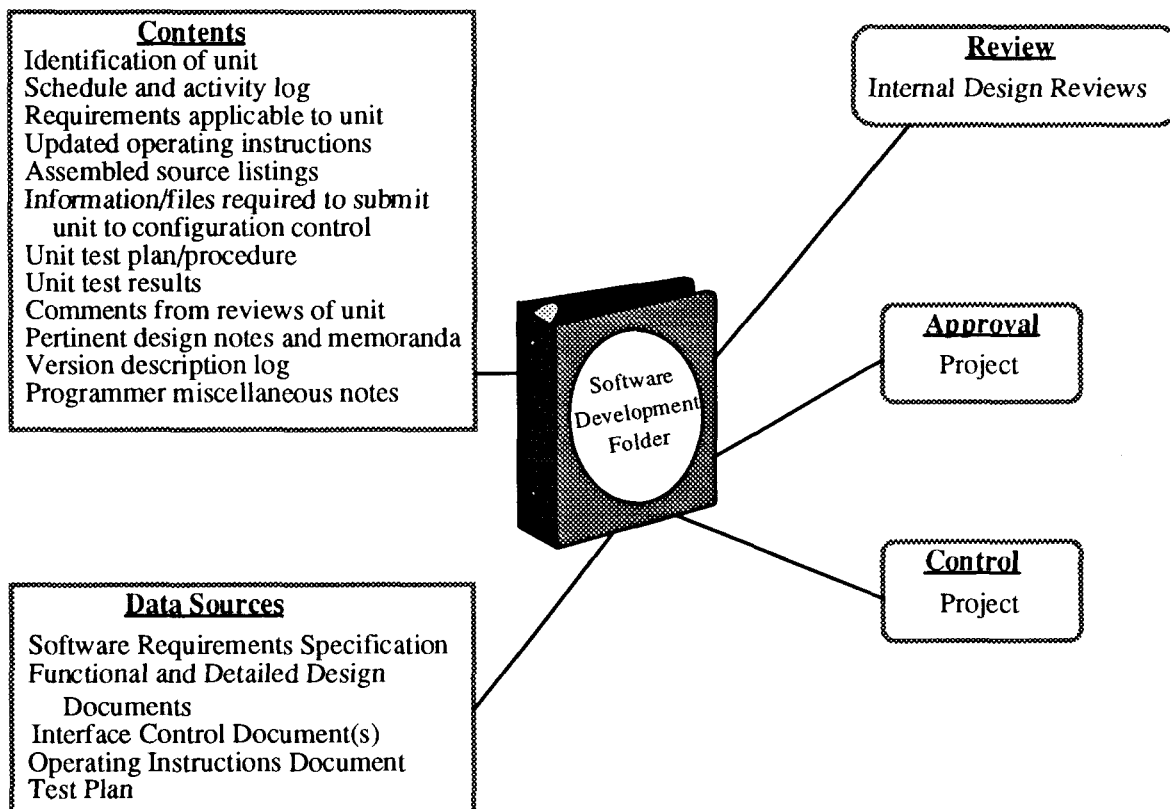 Contents
Identification of unit
Schedule and activity log
Requirements applicable to unit
Updated operating instructions
Assembled source listings
Information/files required to submit
unit to configuration control
Unit test plan/procedure
Unit test results
Comments from reviews of unit
Pertinent design notes and memoranda
Version description log
Programmer miscellaneous notes
Review
Internal Design Reviews
Software
Development
Folder
Approval
Project
Control
Project
Data Sources
Software Requirements Specification
Functional and Detailed Design
Documents
Interface Control Document(s)
Operating Instructions Document
Test Plan